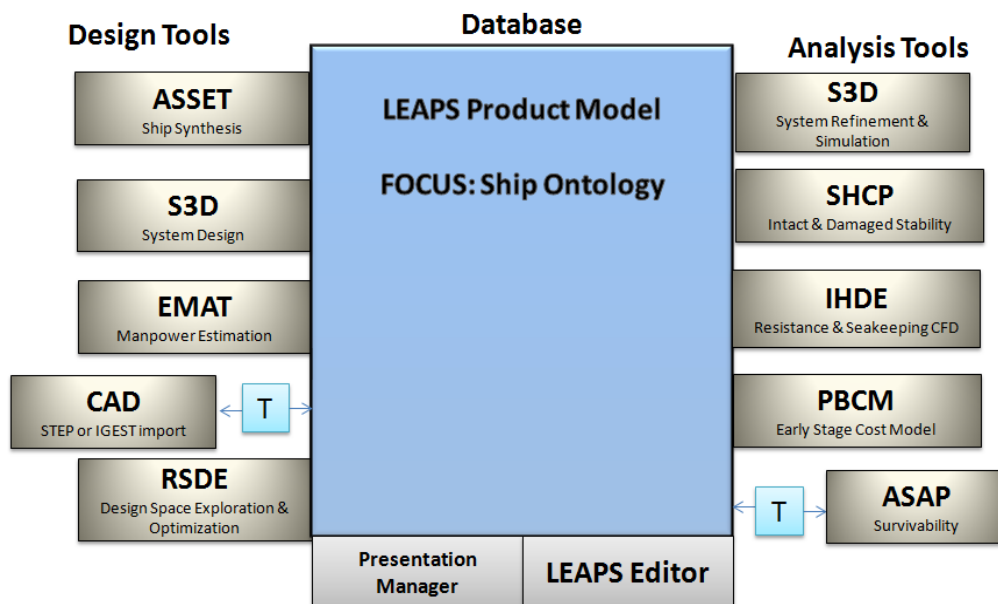 Design Tools
Database
Analysis Tools
ASSET
Ship Synthesis
S3D
System Design
EMAT
Manpower Estimation
CAD
STEP or IGEST import
T
RSDE
Design Space Exploration &
Optimization
LEAPS Product Model
FOCUS: Ship Ontology
Presentation
Manager
LEAPS Editor
S3D
System Refinement &
Simulation
SHCP
Intact & Damaged Stability
IHDE
Resistance & Seakeeping CFD
PBCM
Early Stage Cost Model
T
ASAP
Survivability